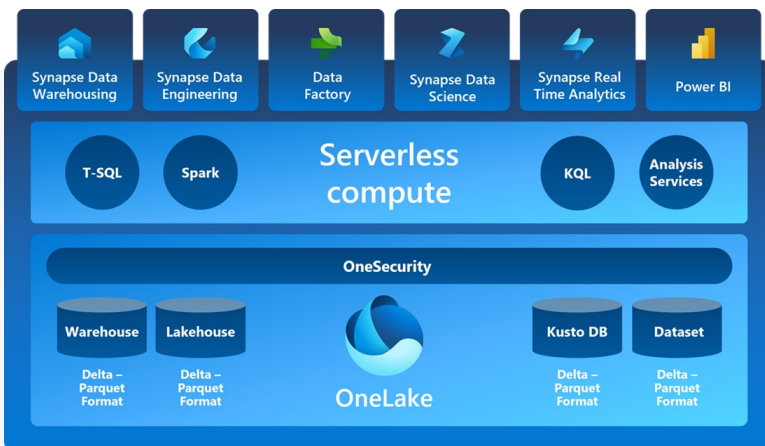 Synapse Data
Warehousing
Synapse Data
Engineering
Data
Factory
Synapse Data
Science
Synapse Real
Time Analytics
Power BI
T-SQL
Spark
Serverless
compute
KQL
Analysis
Services
OneSecurity
Warehouse
Lakehouse
Kusto DB
Dataset
Delta –
Parquet
Format
Delta –
Parquet
Format
OneLake
Delta –
Parquet
Format
Delta –
Parquet
Format